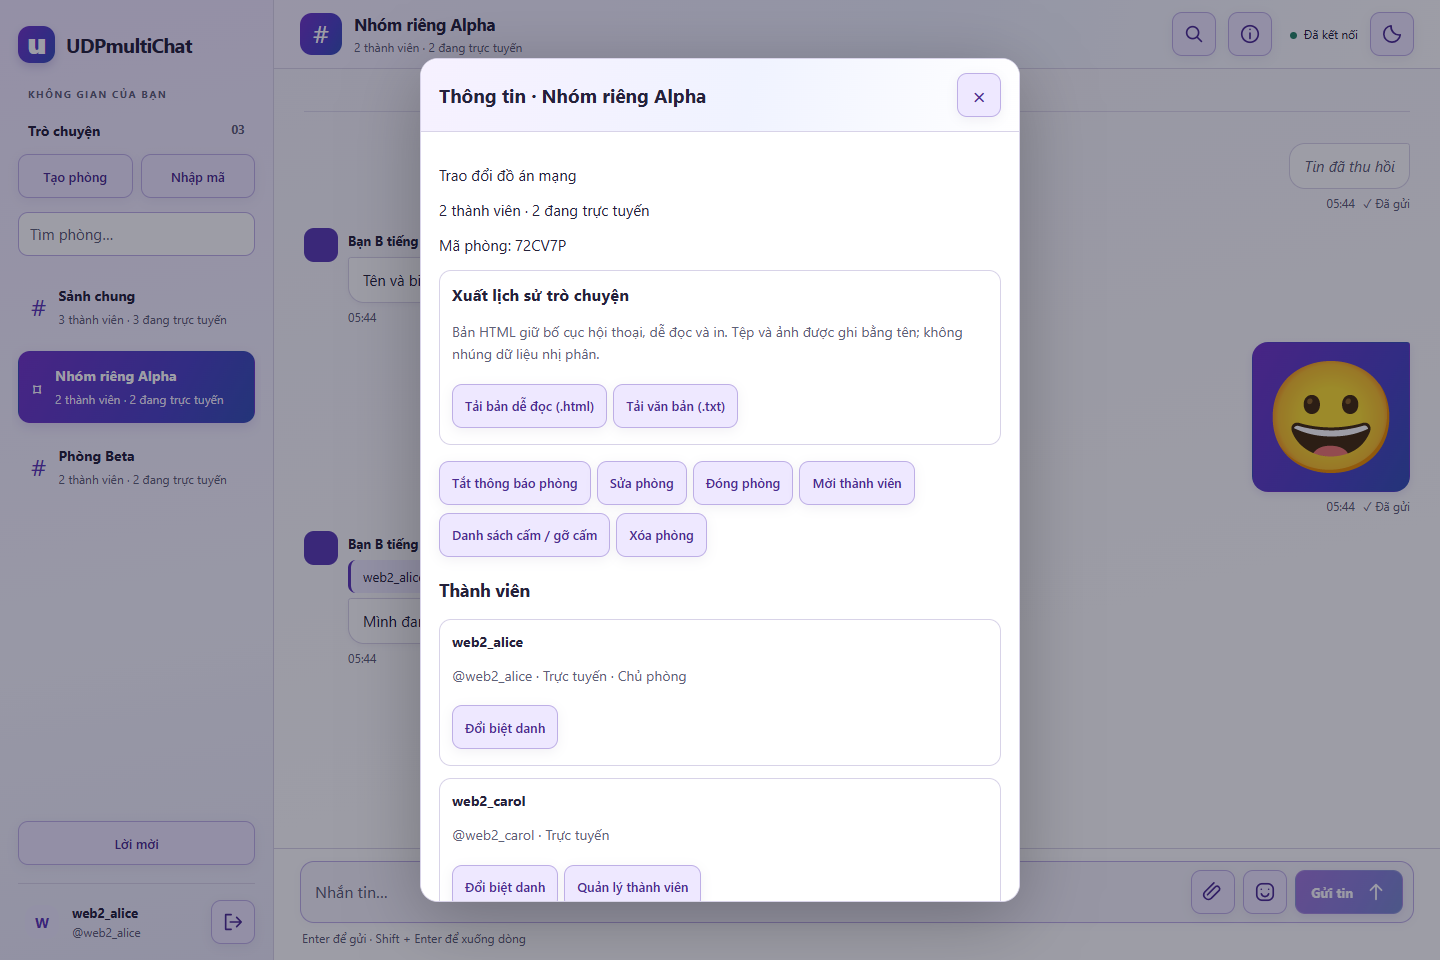 u UDPmultiChat
KHÔNG GIAN CỦA BẠN
Trò chuyện 03
Tạo phòng Nhập mã
Tìm phòng...
# Sảnh chung
3 thành viên · 3 đang trực tuyến
¤ Nhóm riêng Alpha
2 thành viên · 2 đang trực tuyến
# Phòng Beta
2 thành viên · 2 đang trực tuyến
Lời mời
W web2_alice
@web2_alice
# Nhóm riêng Alpha
2 thành viên · 2 đang trực tuyến
Đã kết nối
Tin đã thu hồi
05:44 ✓ Đã gửi
Bạn B tiếng
Tên và bi
05:44
05:44 ✓ Đã gửi
Bạn B tiếng
web2_alic
Mình đa
05:44
Nhắn tin...
Gửi tin
Enter để gửi · Shift + Enter để xuống dòng
Thông tin · Nhóm riêng Alpha
×
Trao đổi đồ án mạng
2 thành viên · 2 đang trực tuyến
Mã phòng: 72CV7P
Xuất lịch sử trò chuyện
Bản HTML giữ bố cục hội thoại, dễ đọc và in. Tệp và ảnh được ghi bằng tên; không
nhúng dữ liệu nhị phân.
Tải bản dễ đọc (.html) Tải văn bản (.txt)
Tắt thông báo phòng Sửa phòng Đóng phòng Mời thành viên
Danh sách cấm / gỡ cấm Xóa phòng
Thành viên
web2_alice
@web2_alice · Trực tuyến · Chủ phòng
Đổi biệt danh
web2_carol
@web2_carol · Trực tuyến
Đổi biệt danh Quản lý thành viên